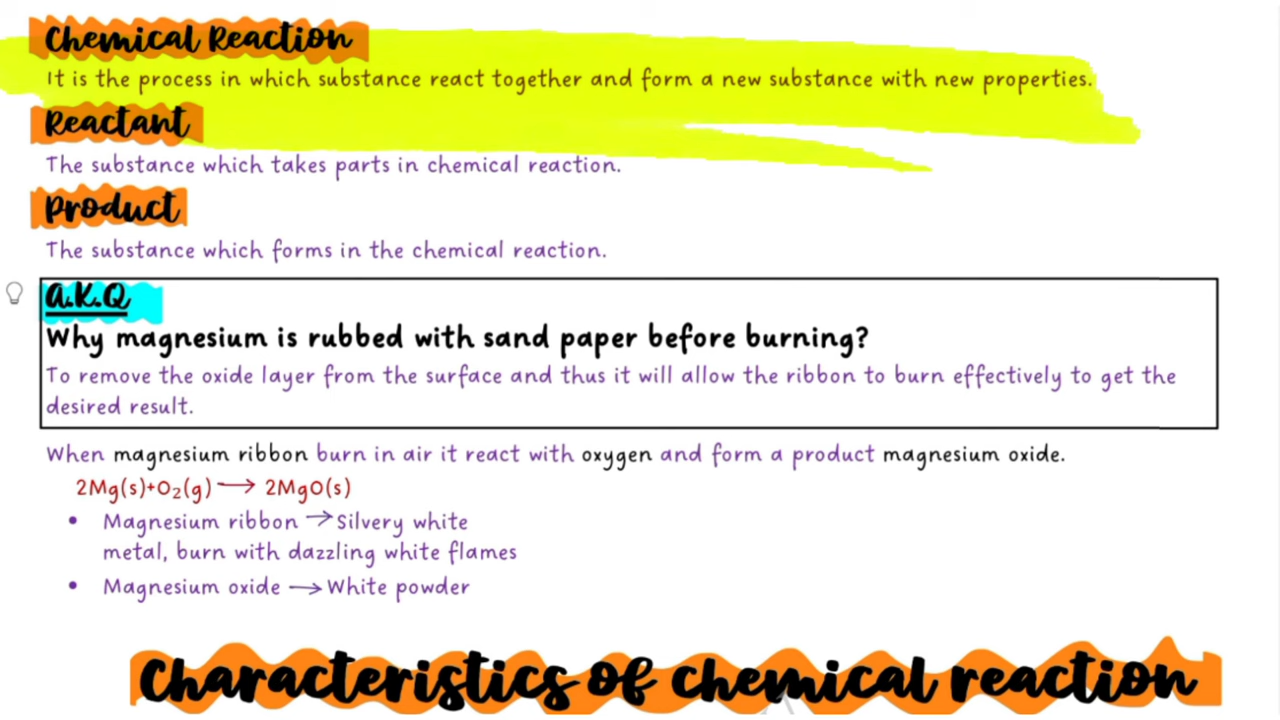 Chemical Reaction
It is the process in which substance react together and form a new substance with new properties.
Reactant
The substance which takes parts in chemical reaction.
Product
The substance which forms in the chemical reaction.
A.K.Q
Why magnesium is rubbed with sand paper before burning?
To remove the oxide layer from the surface and thus it will allow the ribbon to burn effectively to get the
desired result.
When magnesium ribbon burn in air it react with oxygen and form a product magnesium oxide.
2Mg(s)+O₂(g) → 2MgO(s)
• Magnesium ribbon → Silvery white
metal, burn with dazzling white flames
• Magnesium oxide → White powder
Characteristics of chemical reaction